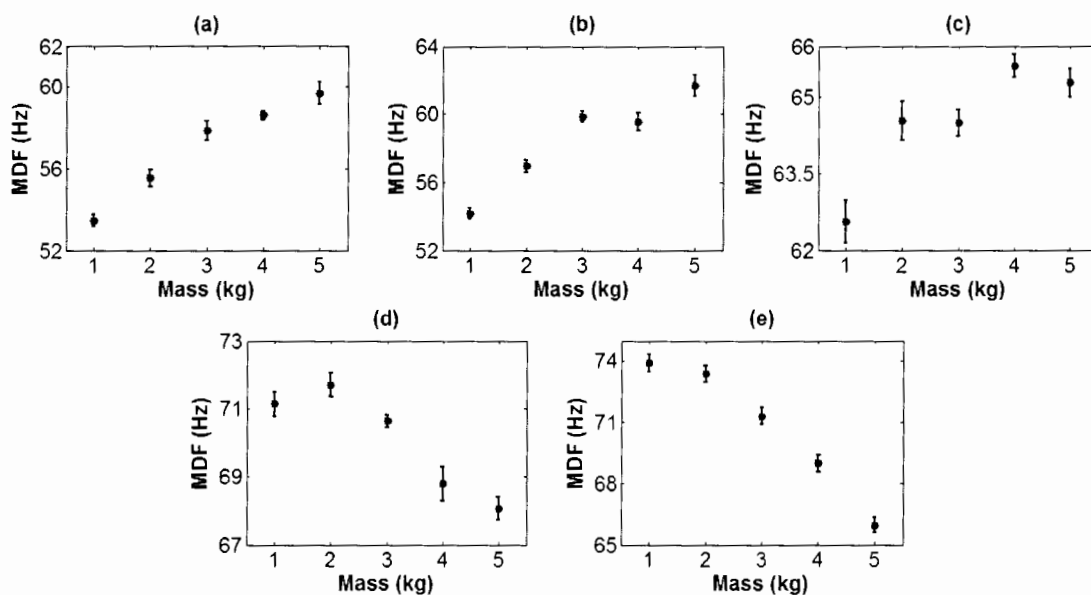 (a)
(b)
(c)
62
60
56
52
MDF (Hz)
1 2 3 4 5
Mass (kg)
64
60
56
52
MDF (Hz)
1 2 3 4 5
Mass (kg)
66
65
63.5
62
MDF (Hz)
1 2 3 4 5
Mass (kg)
(d)
(e)
73
71
69
67
MDF (Hz)
1 2 3 4 5
Mass (kg)
74
71
68
65
MDF (Hz)
1 2 3 4 5
Mass (kg)